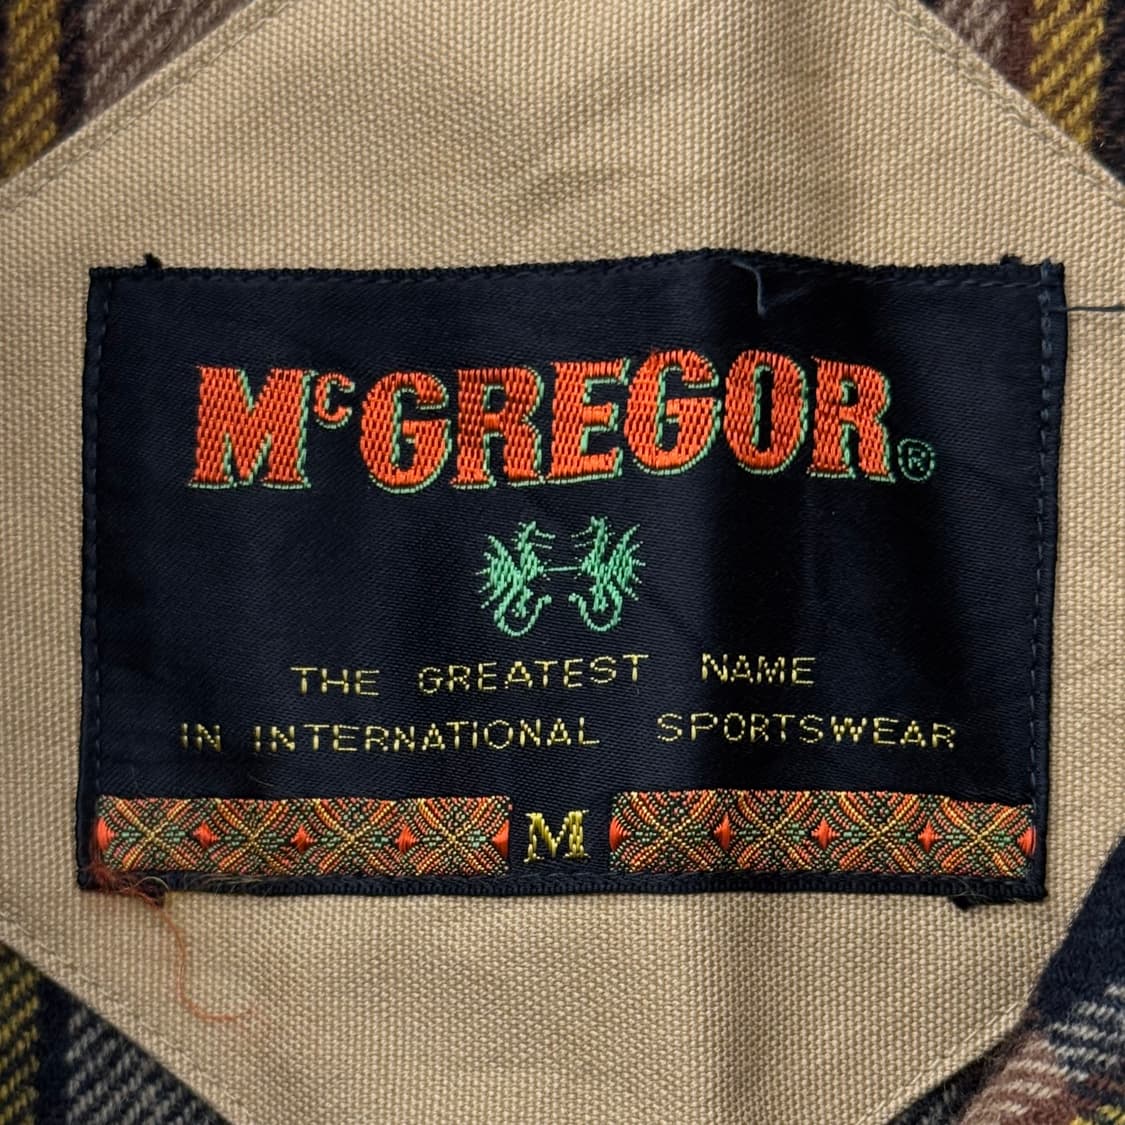 McGREGOR®
THE GREATEST NAME
IN INTERNATIONAL SPORTSWEAR
M